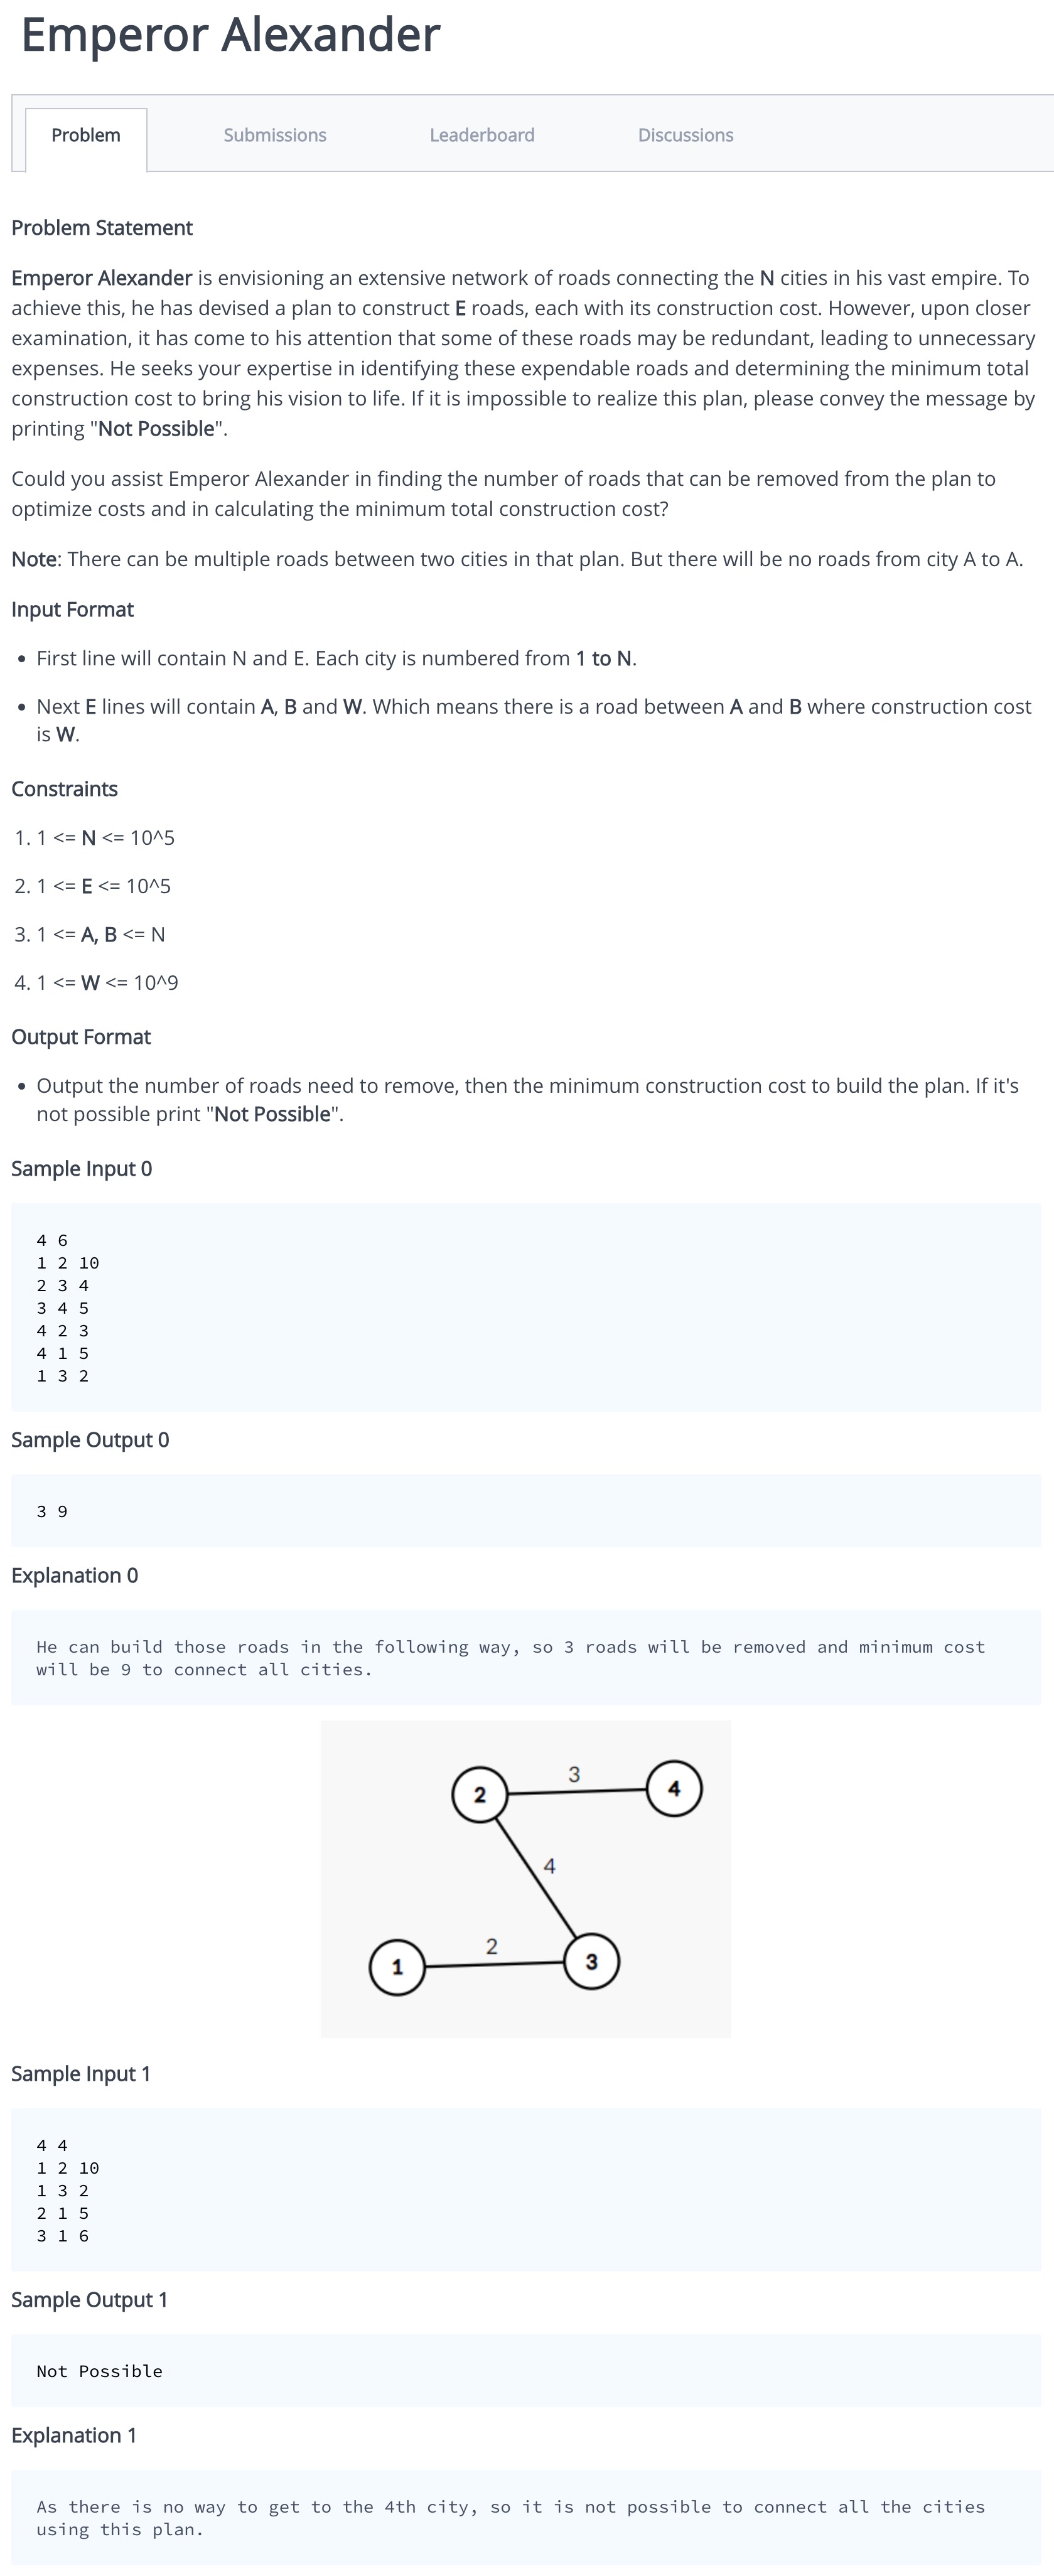 Emperor Alexander
Problem
Submissions
Leaderboard
Discussions
Problem Statement
Emperor Alexander is envisioning an extensive network of roads connecting the N cities in his vast empire. To
achieve this, he has devised a plan to construct E roads, each with its construction cost. However, upon closer
examination, it has come to his attention that some of these roads may be redundant, leading to unnecessary
expenses. He seeks your expertise in identifying these expendable roads and determining the minimum total
construction cost to bring his vision to life. If it is impossible to realize this plan, please convey the message by
printing "Not Possible".
Could you assist Emperor Alexander in finding the number of roads that can be removed from the plan to
optimize costs and in calculating the minimum total construction cost?
Note: There can be multiple roads between two cities in that plan. But there will be no roads from city A to A.
Input Format
• First line will contain N and E. Each city is numbered from 1 to N.
• Next E lines will contain A, B and W. Which means there is a road between A and B where construction cost
is W.
Constraints
1. 1 <= N <= 10^5
2. 1 <= E <= 10^5
3. 1 <= A, B <= N
4. 1 <= W <= 10^9
Output Format
• Output the number of roads need to remove, then the minimum construction cost to build the plan. If it's
not possible print "Not Possible".
Sample Input 0
4 6
1 2 10
2 3 4
3 4 5
4 2 3
4 1 5
1 3 2
Sample Output 0
3 9
Explanation 0
He can build those roads in the following way, so 3 roads will be removed and minimum cost
will be 9 to connect all cities.
3
2
4
4
2
1
3
Sample Input 1
4 4
1 2 10
1 3 2
2 1 5
3 1 6
Sample Output 1
Not Possible
Explanation 1
As there is no way to get to the 4th city, so it is not possible to connect all the cities
using this plan.